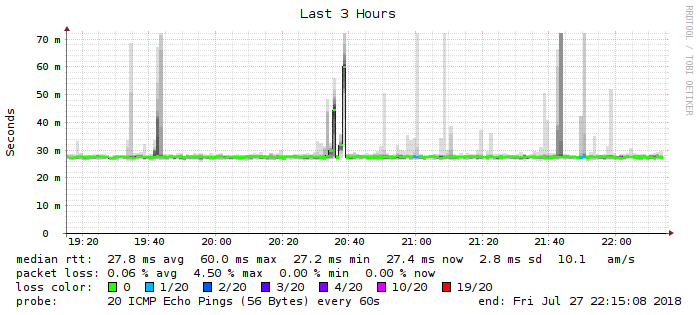 Last 3 Hours
RRDTOOL / TOBI OETIKER
Seconds
70 m
60 m
50 m
40 m
30 m
20 m
10 m
0
19:20 19:40 20:00 20:20 20:40 21:00 21:20 21:40 22:00
median rtt: 27.8 ms avg 60.0 ms max 27.2 ms min 27.4 ms now 2.8 ms sd 10.1 am/s
packet loss: 0.06 % avg 4.50 % max 0.00 % min 0.00 % now
loss color: 0 1/20 2/20 3/20 4/20 10/20 19/20
probe: 20 ICMP Echo Pings (56 Bytes) every 60s end: Fri Jul 27 22:15:08 2018